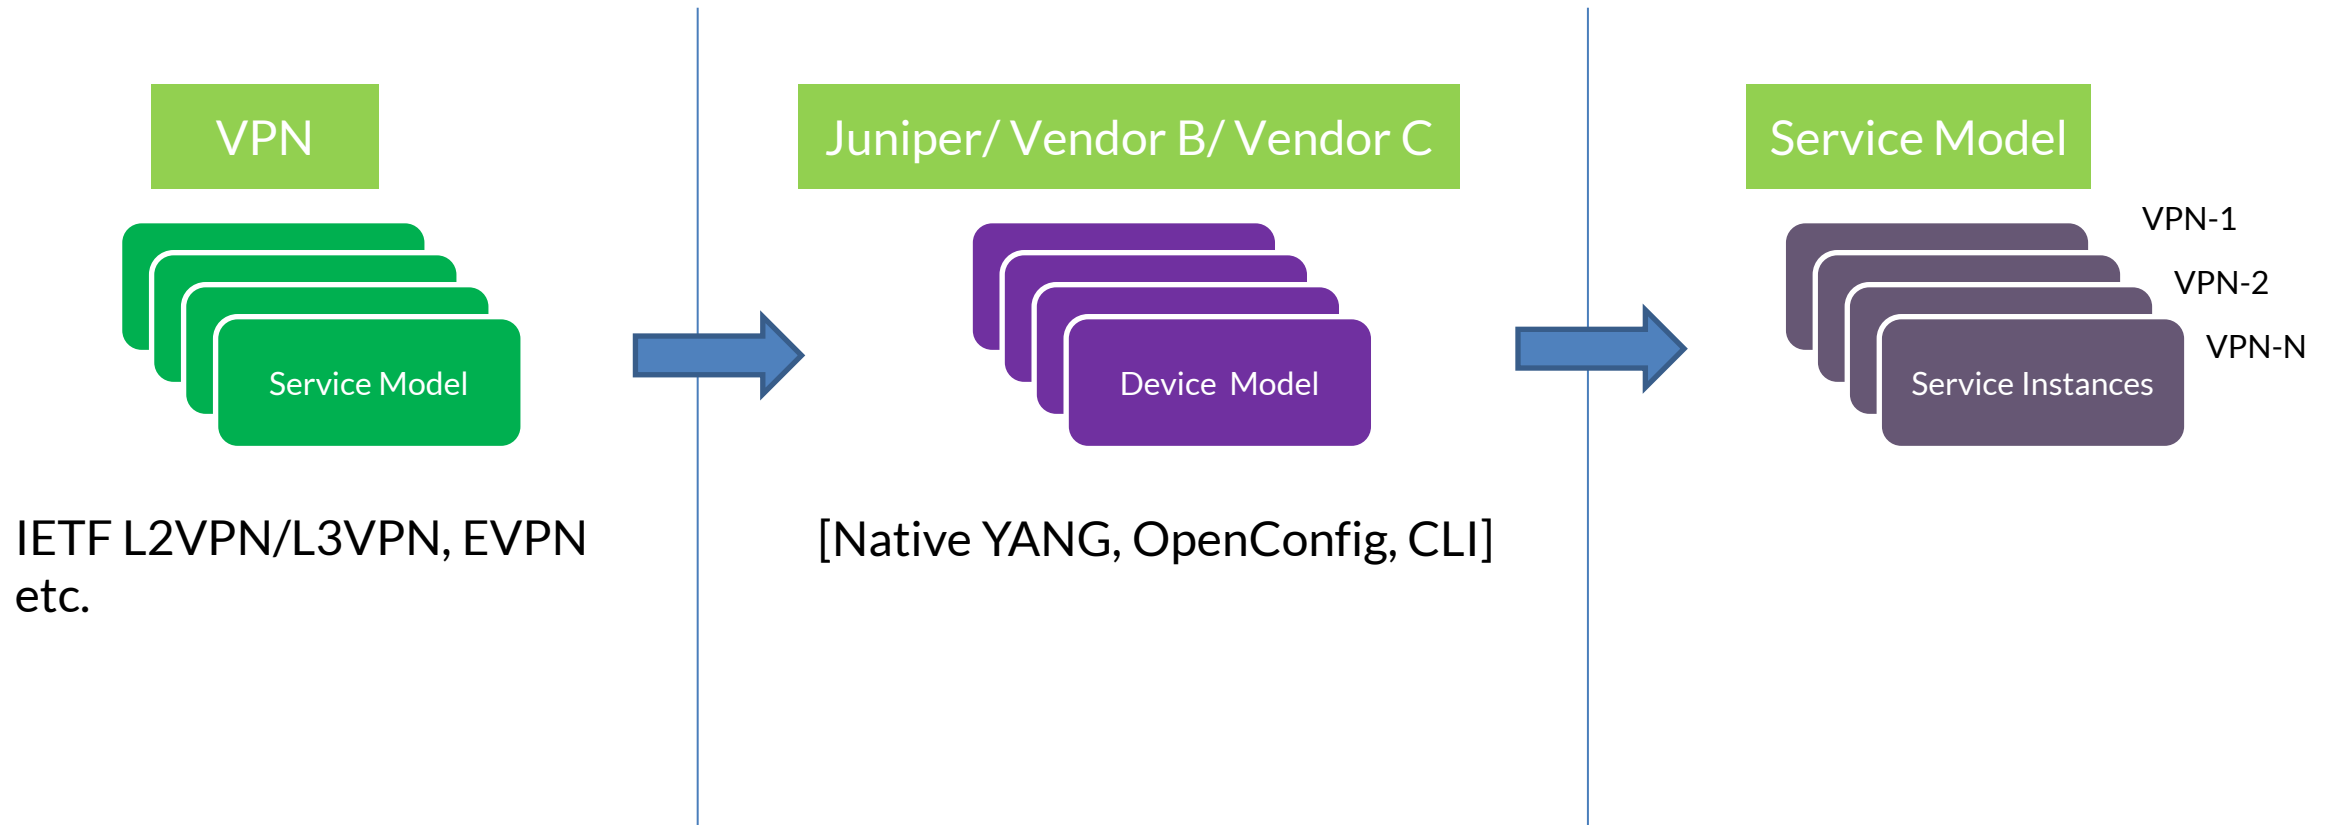 VPN
Service Model
IETF L2VPN/L3VPN, EVPN
etc.
Juniper/ Vendor B/ Vendor C
Device Model
[Native YANG, OpenConfig, CLI]
Service Model
VPN-1
VPN-2
VPN-N
Service Instances